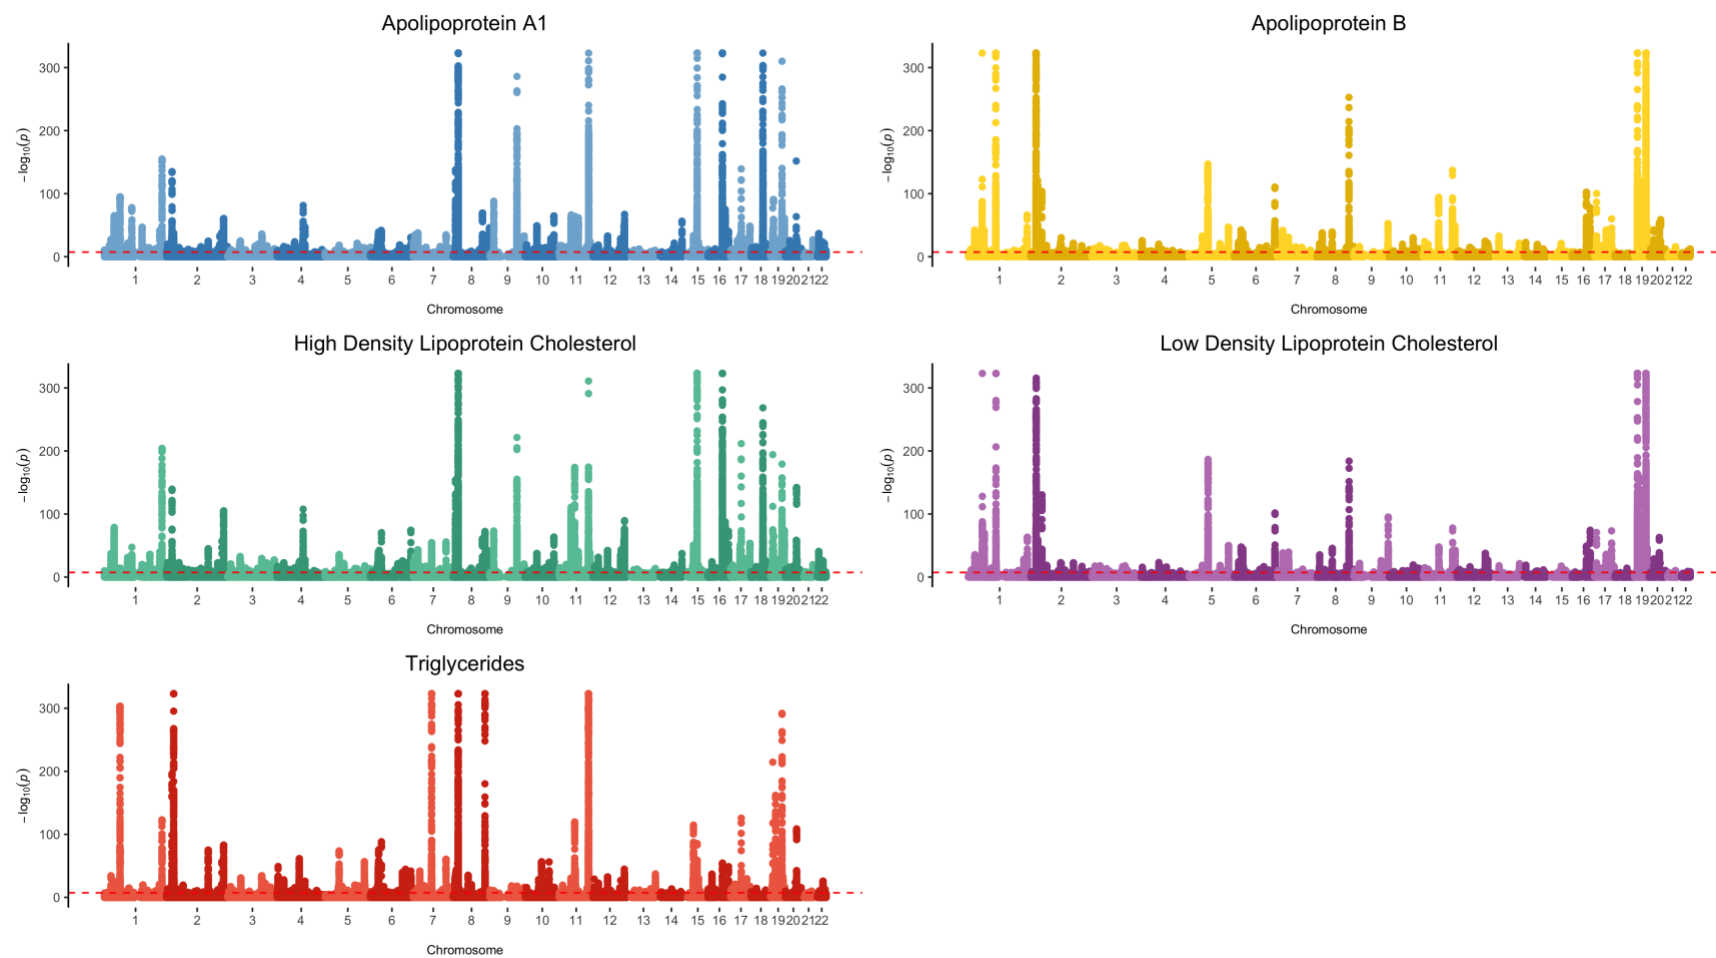 Apolipoprotein A1
300
200
100
0
−log10(p)
1 2 3 4 5 6 7 8 9 10 11 12 13 14 15 16 17 18 19 20 21 22
Chromosome
Apolipoprotein B
300
200
100
0
−log10(p)
1 2 3 4 5 6 7 8 9 10 11 12 13 14 15 16 17 18 19 20 21 22
Chromosome
High Density Lipoprotein Cholesterol
300
200
100
0
−log10(p)
1 2 3 4 5 6 7 8 9 10 11 12 13 14 15 16 17 18 19 20 21 22
Chromosome
Low Density Lipoprotein Cholesterol
300
200
100
0
−log10(p)
1 2 3 4 5 6 7 8 9 10 11 12 13 14 15 16 17 18 19 20 21 22
Chromosome
Triglycerides
300
200
100
0
−log10(p)
1 2 3 4 5 6 7 8 9 10 11 12 13 14 15 16 17 18 19 20 21 22
Chromosome